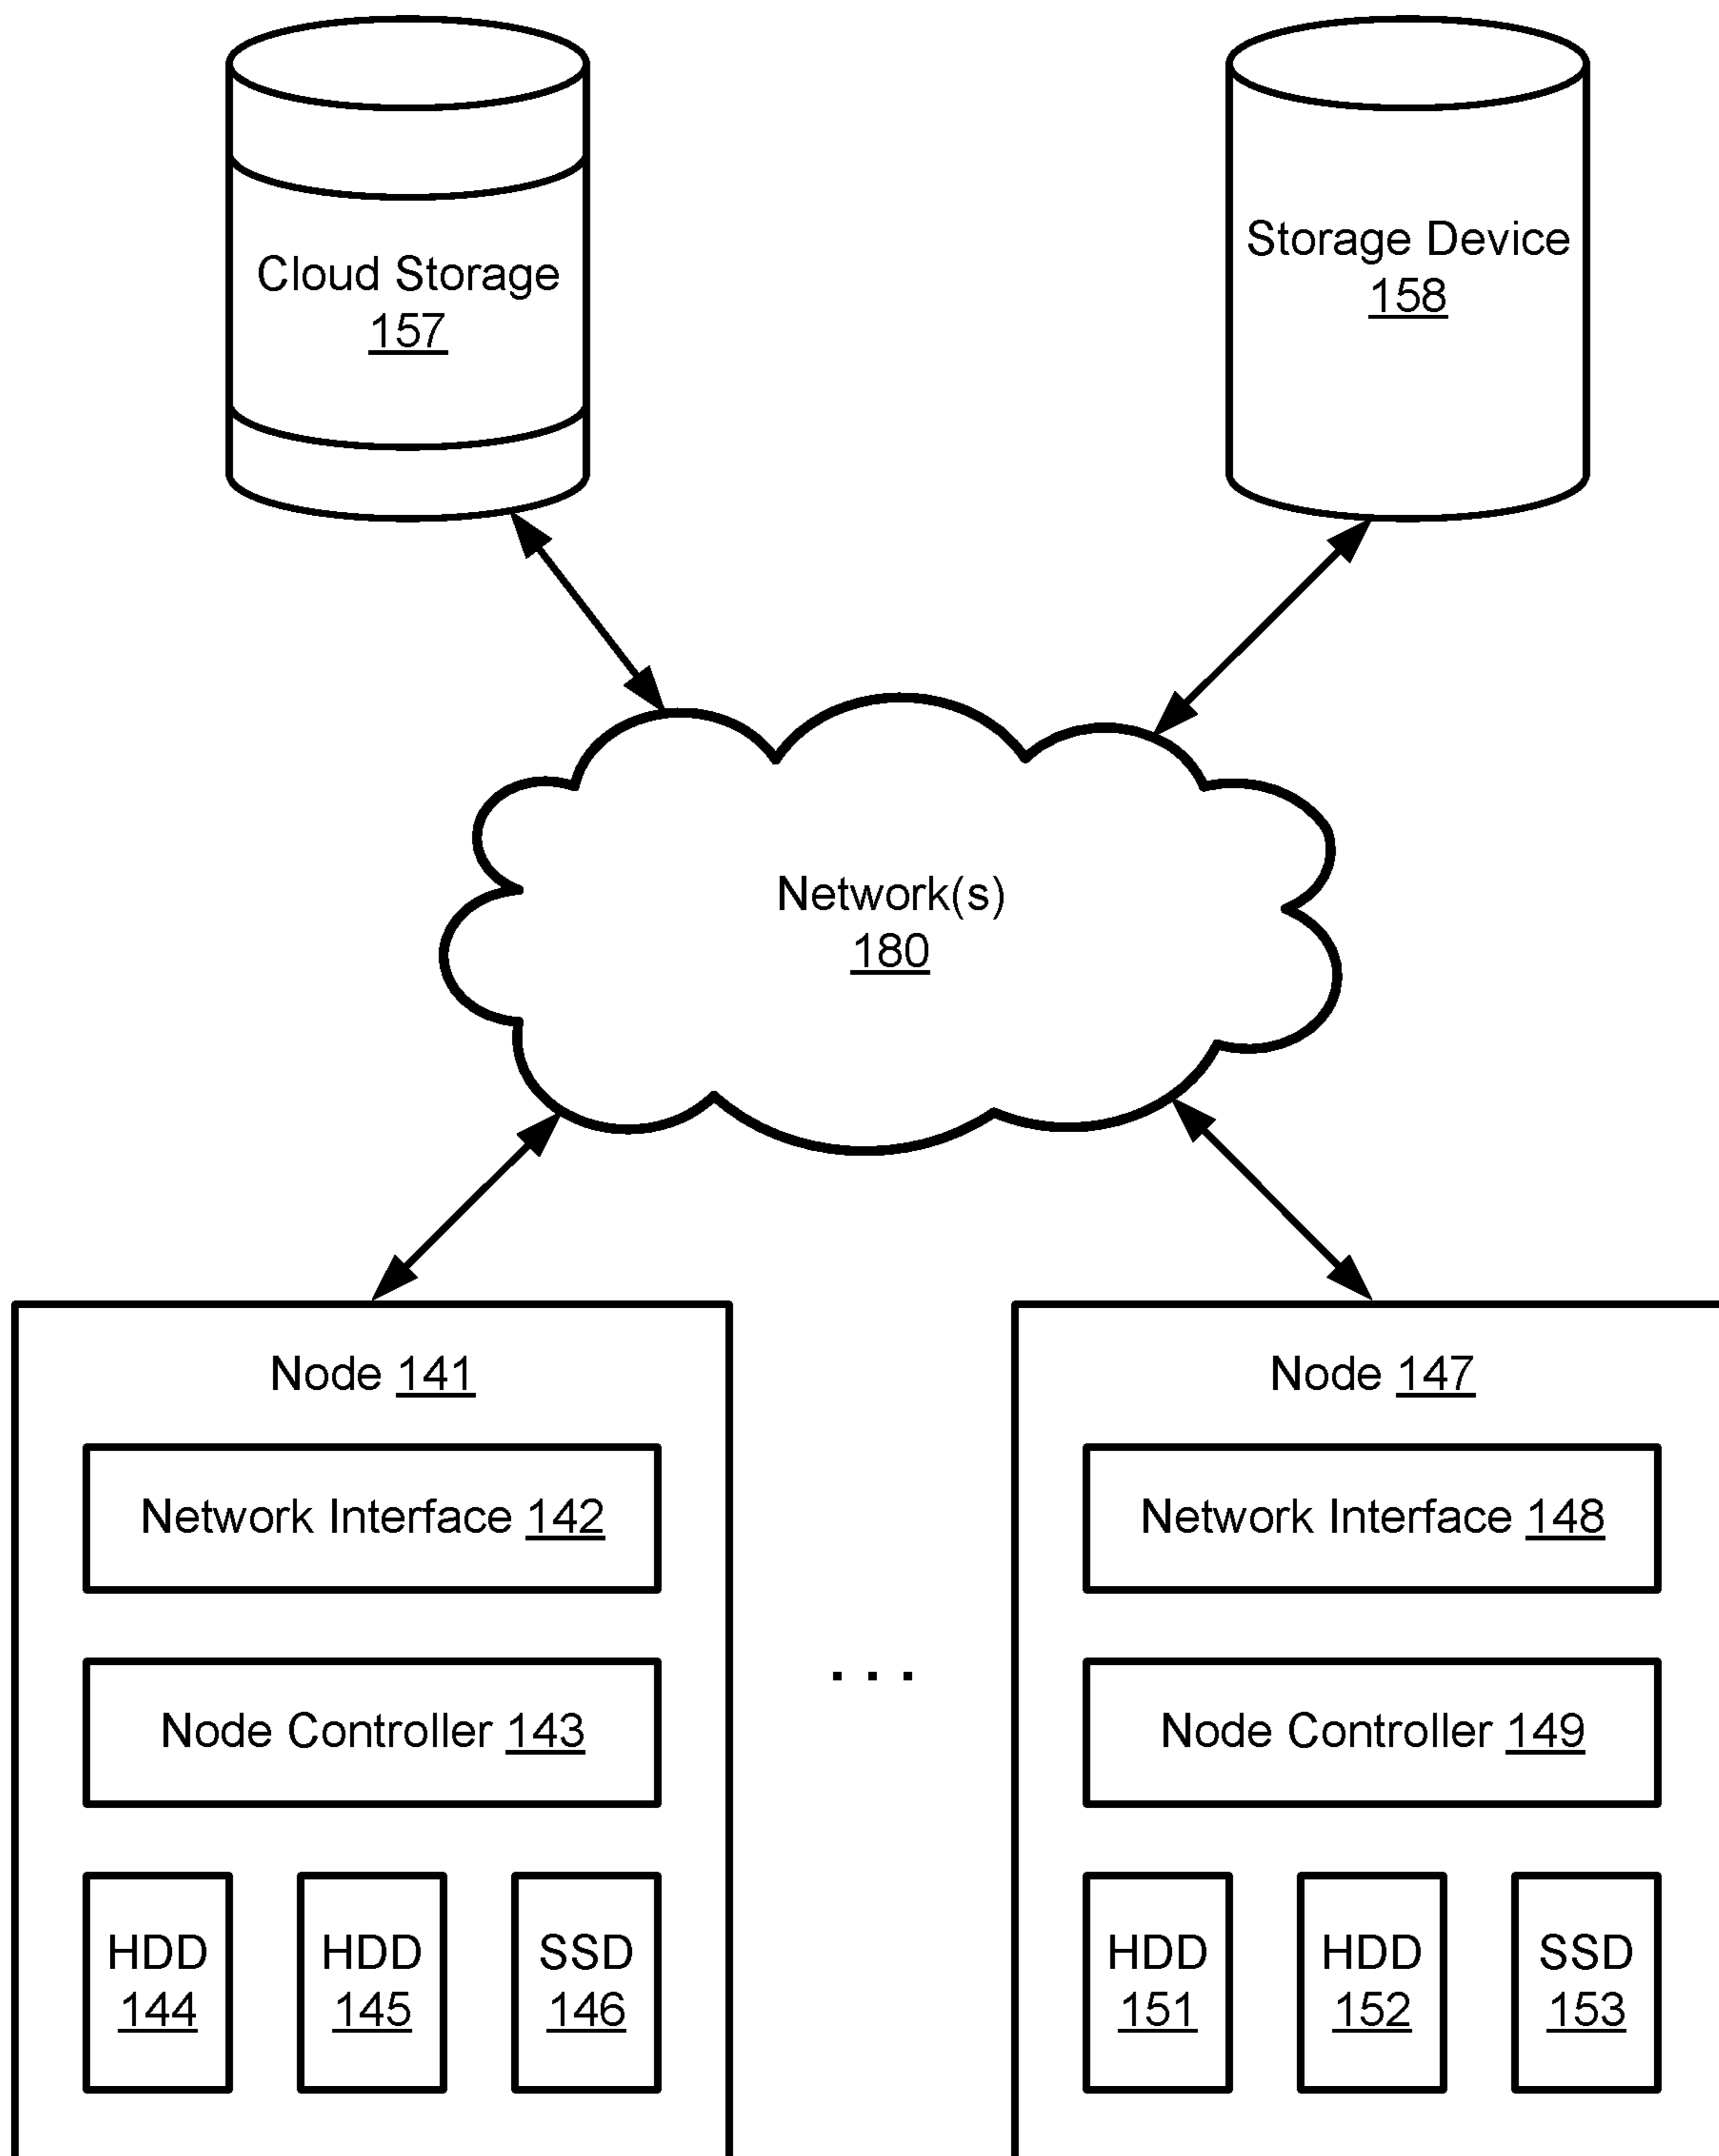 Cloud Storage
157
Storage Device
158
Network(s)
180
Node 141
Network Interface 142
Node Controller 143
HDD
144
HDD
145
SSD
146
. . .
Node 147
Network Interface 148
Node Controller 149
HDD
151
HDD
152
SSD
153